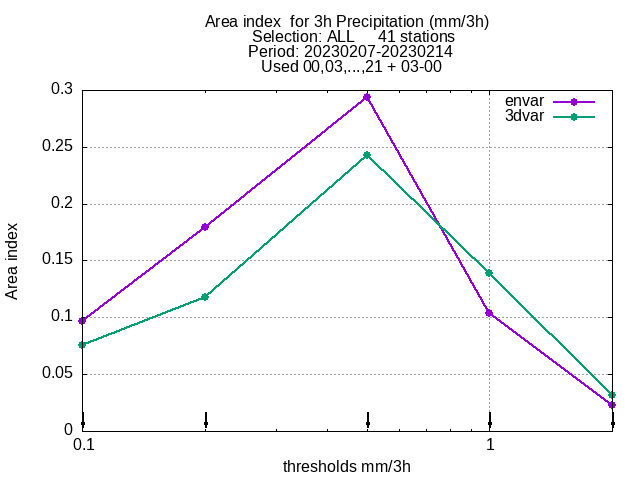 Area index  for 3h Precipitation (mm/3h)
Selection: ALL     41 stations
Period: 20230207-20230214
Used 00,03,...,21 + 03-00
envar
3dvar
0.3
0.25
0.2
0.15
0.1
0.05
0
Area index
0.1
1
thresholds mm/3h